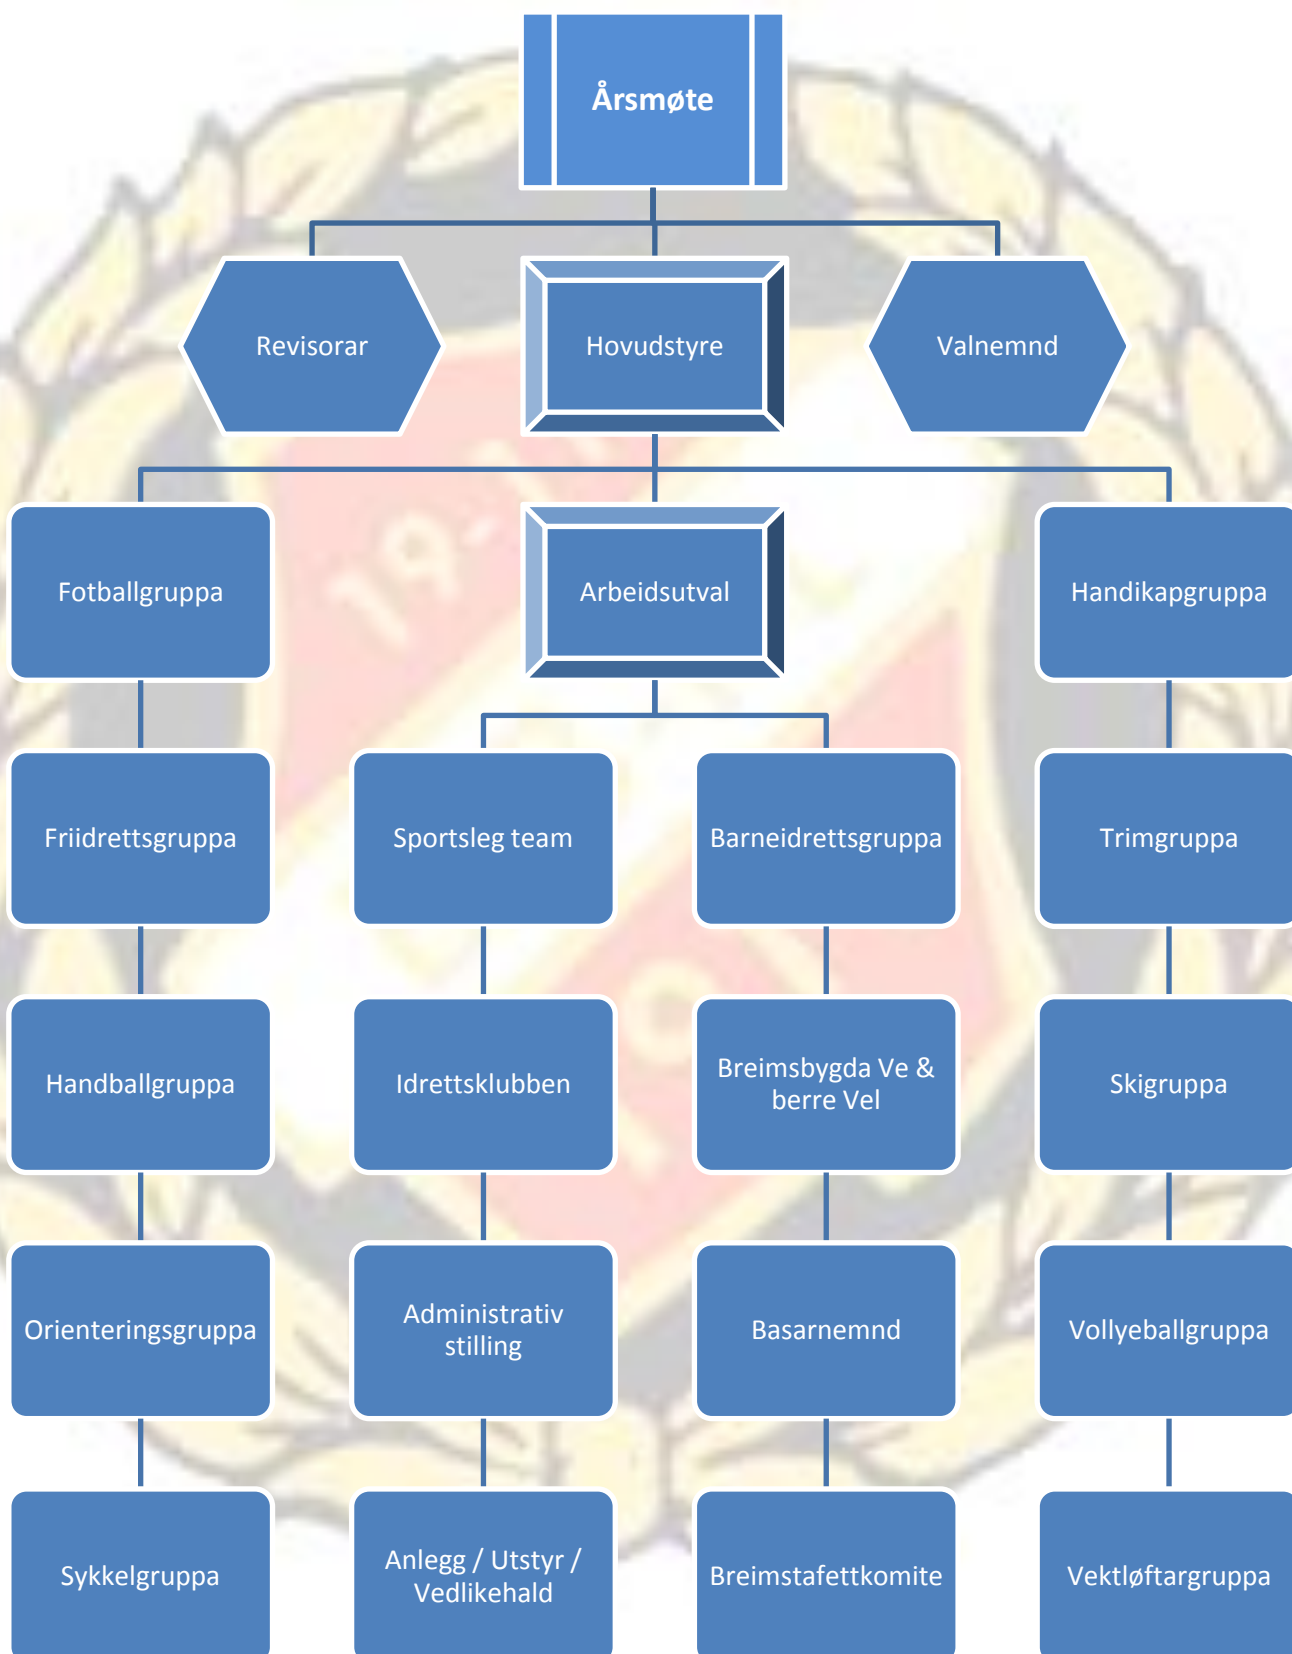 Årsmøte
Revisorar
Hovudstyre
Valnemnd
Fotballgruppa
Arbeidsutval
Handikapgruppa
Friidrettsgruppa
Sportsleg team
Barneidrettsgruppa
Trimgruppa
Handballgruppa
Idrettsklubben
Breimsbygda Ve &
berre Vel
Skigruppa
Orienteringsgruppa
Administrativ
stilling
Basarnemnd
Vollyeballgruppa
Sykkelgruppa
Anlegg / Utstyr /
Vedlikehald
Breimstafettkomite
Vektløftargruppa